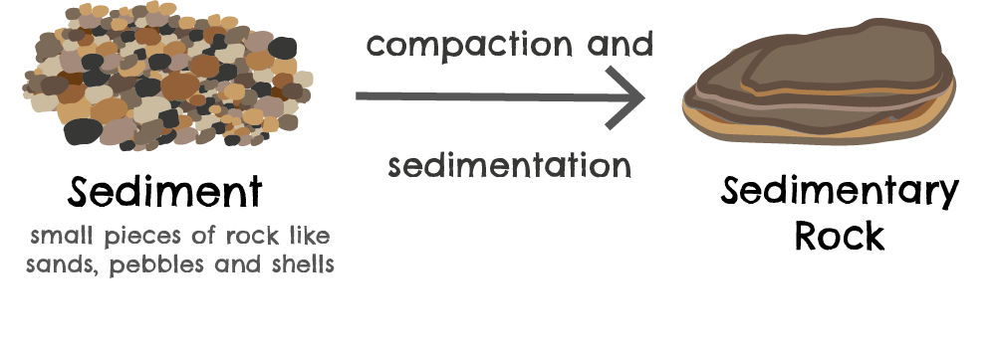 compaction and
sedimentation
Sediment
small pieces of rock like
sands, pebbles and shells
Sedimentary
Rock